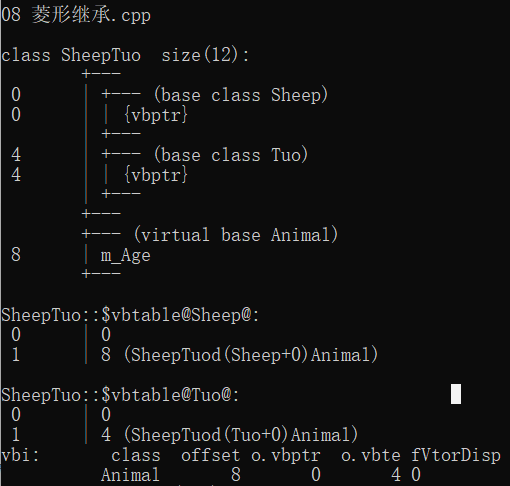 08 菱形继承.cpp
class SheepTuo  size(12):
        +---
 0      | +--- (base class Sheep)
 0      | | {vbptr}
        | +---
 4      | +--- (base class Tuo)
 4      | | {vbptr}
        | +---
        +---
        +--- (virtual base Animal)
 8      | m_Age
        +---
SheepTuo::$vbtable@Sheep@:
 0      | 0
 1      | 8 (SheepTuod(Sheep+0)Animal)
SheepTuo::$vbtable@Tuo@:
 0      | 0
 1      | 4 (SheepTuod(Tuo+0)Animal)
vbi:       class  offset o.vbptr  o.vbte fVtorDisp
          Animal       8       0       4 0